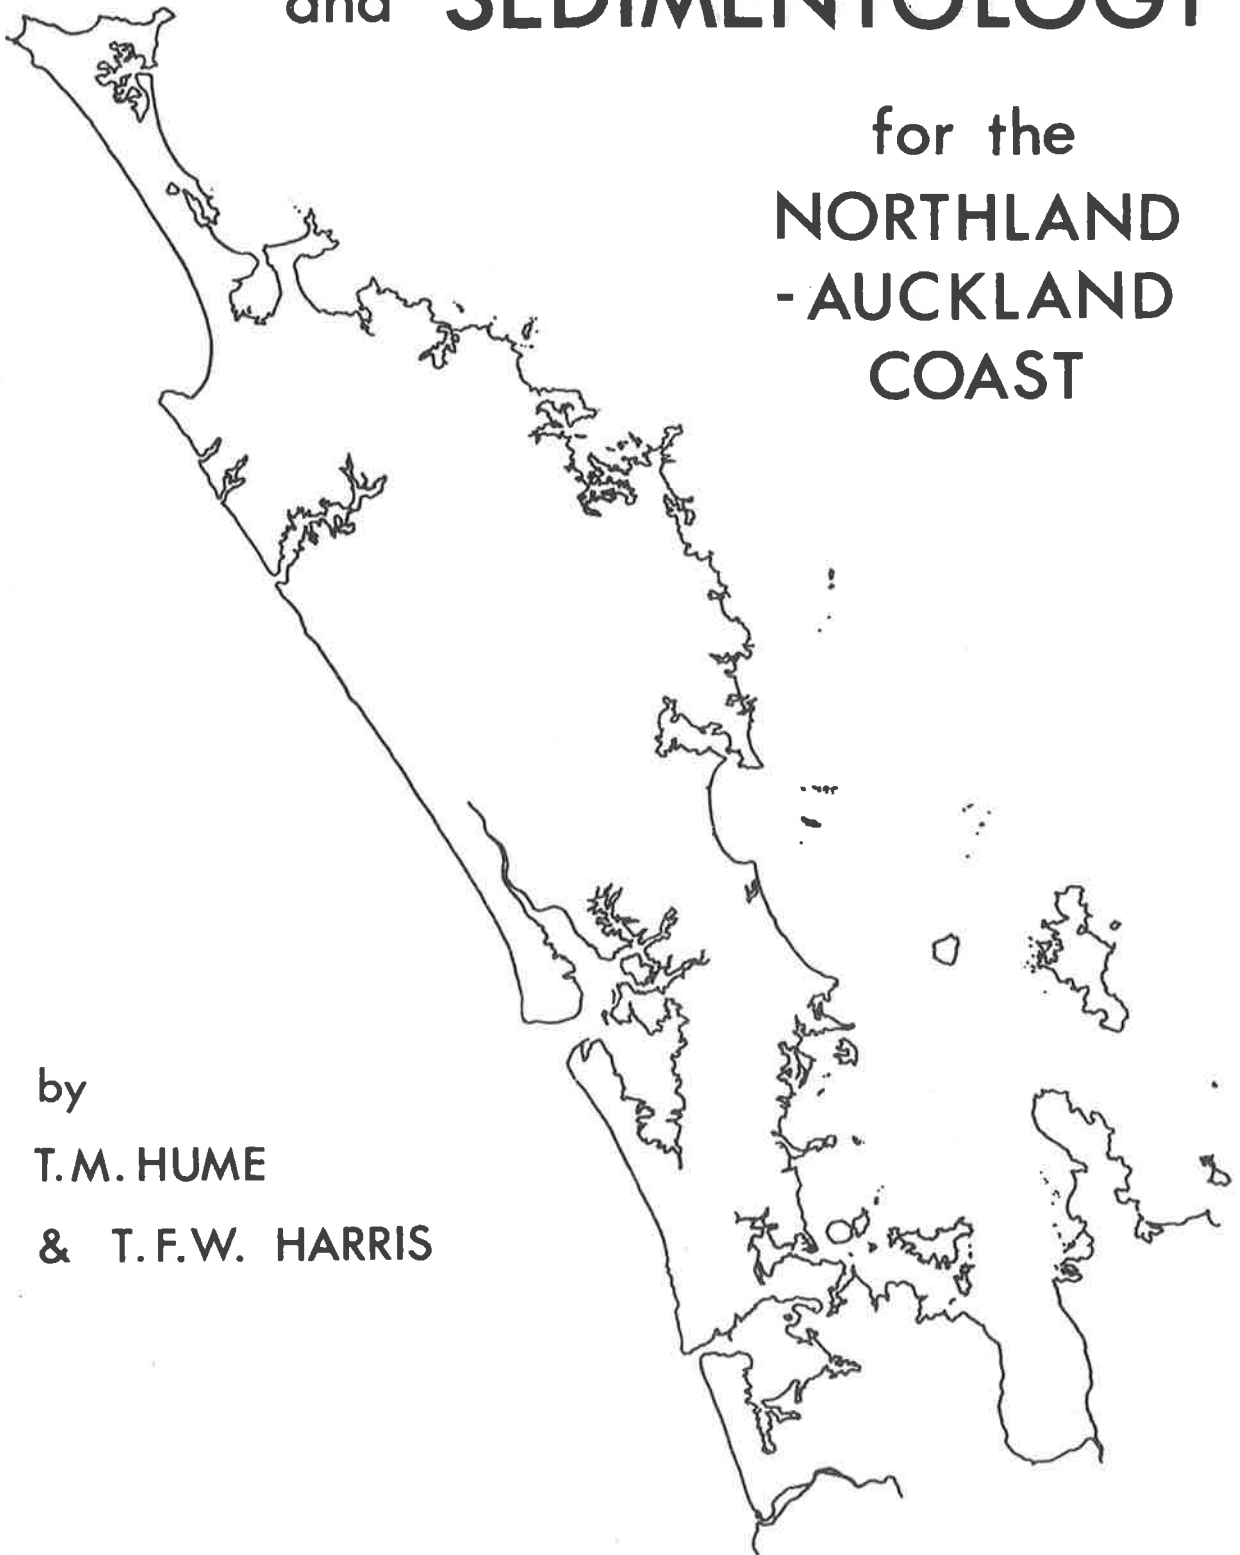 and SEDIMENTOLOGY
for the
NORTHLAND
-AUCKLAND
COAST
by
T.M. HUME
& T.F.W. HARRIS